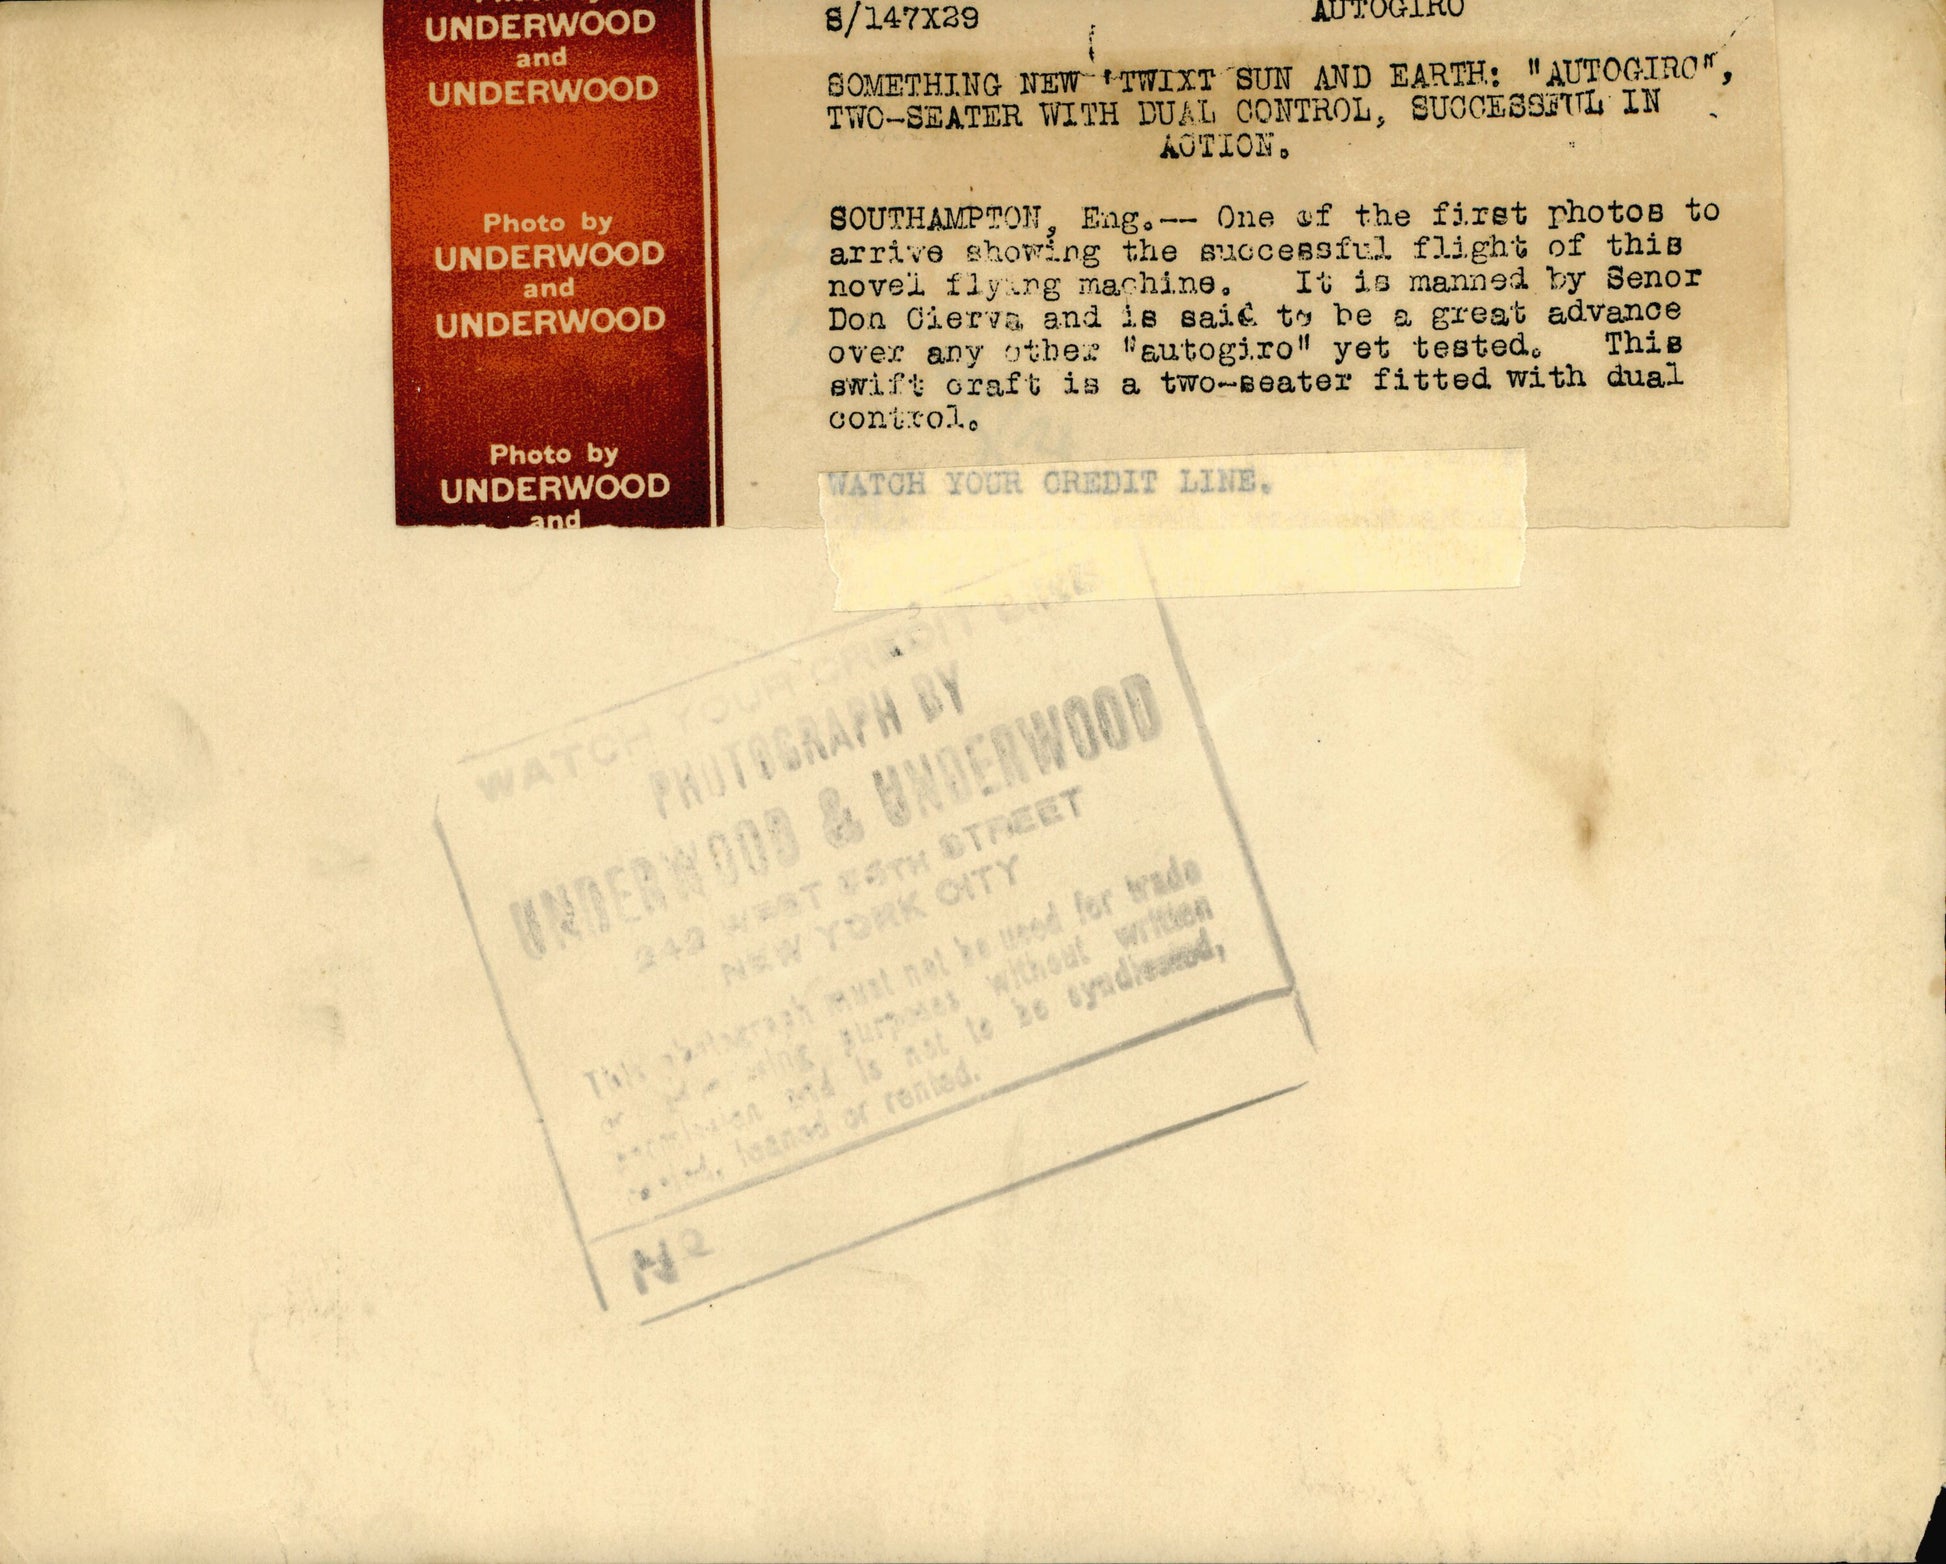 UNDERWOOD
and
UNDERWOOD
Photo by
UNDERWOOD
and
UNDERWOOD
Photo by
UNDERWOOD
and
S/147X29 AUTOGIRO
SOMETHING NEW 'TWIXT SUN AND EARTH: "AUTOGIRO",
TWO-SEATER WITH DUAL CONTROL, SUCCESSFUL IN
ACTION.
SOUTHAMPTON, Eng.-- One of the first photos to
arrive showing the successful flight of this
novel flying machine. It is manned by Senor
Don Cierva and is said to be a great advance
over any other "autogiro" yet tested. This
swift craft is a two-seater fitted with dual
control.
WATCH YOUR CREDIT LINE.
WATCH YOUR CREDIT LINE
PHOTOGRAPH BY
UNDERWOOD & UNDERWOOD
WEST STREET
NEW YORK CITY
This photograph must not be used for trade
or purposes without written
permission and is not to be syndicated,
loaned or rented.
No